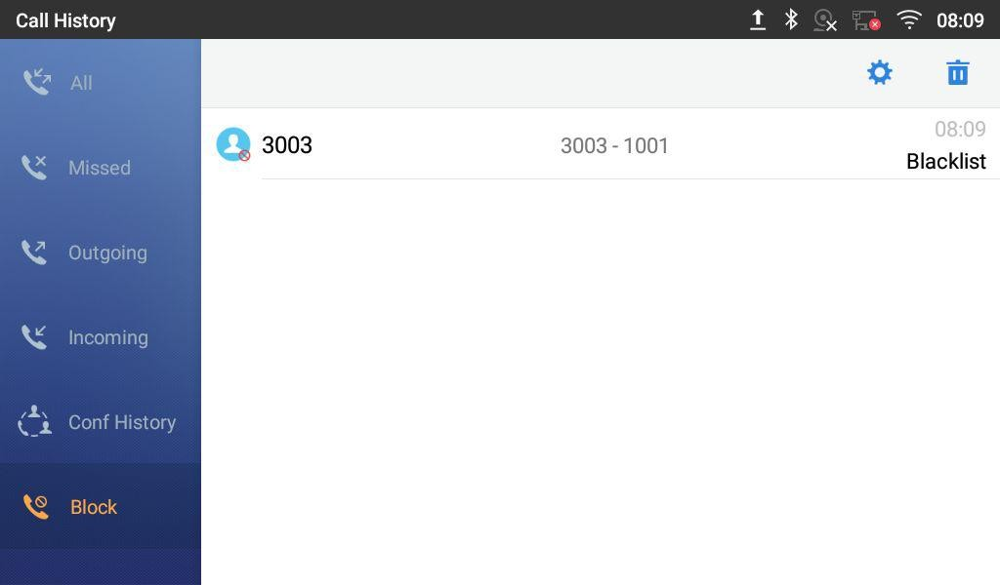 Call History
08:09
All
Missed
Outgoing
Incoming
Conf History
Block
3003
3003 - 1001
08:09
Blacklist